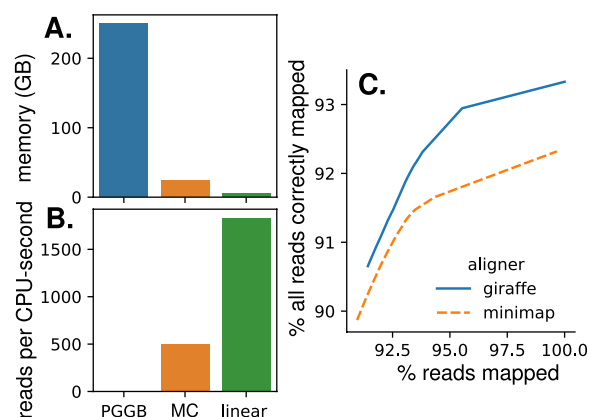 A.
memory (GB)
200
100
0
B.
reads per CPU-second
1500
1000
500
0
PGGB MC linear
C.
% all reads correctly mapped
93
92
91
90
aligner
giraffe
minimap
92.5 95.0 97.5 100.0
% reads mapped